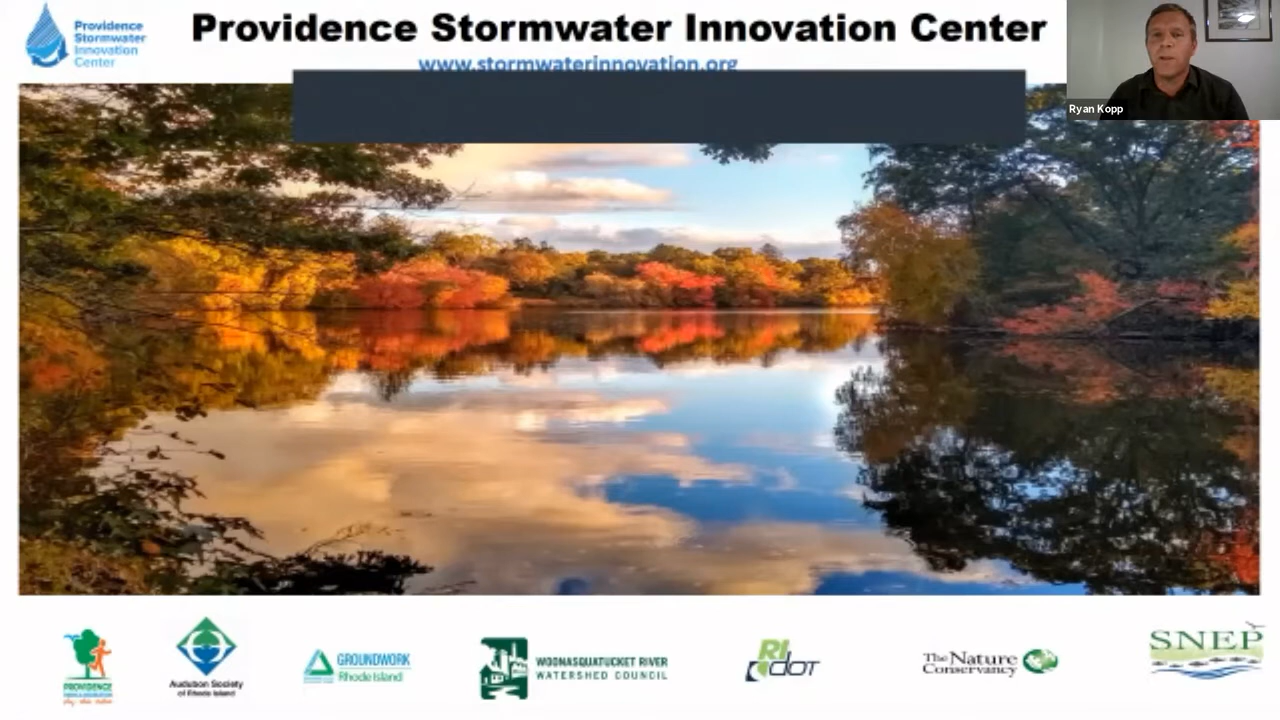 Providence
Stormwater
Innovation
Center
Providence Stormwater Innovation Center
www.stormwaterinnovation.org
Ryan Kopp
PROVIDENCE
Audubon Society
of Rhode Island
GROUNDWORK
Rhode Island
WOONASQUATUCKET RIVER
WATERSHED COUNCIL
RI
DOT
The Nature
Conservancy
SNEP